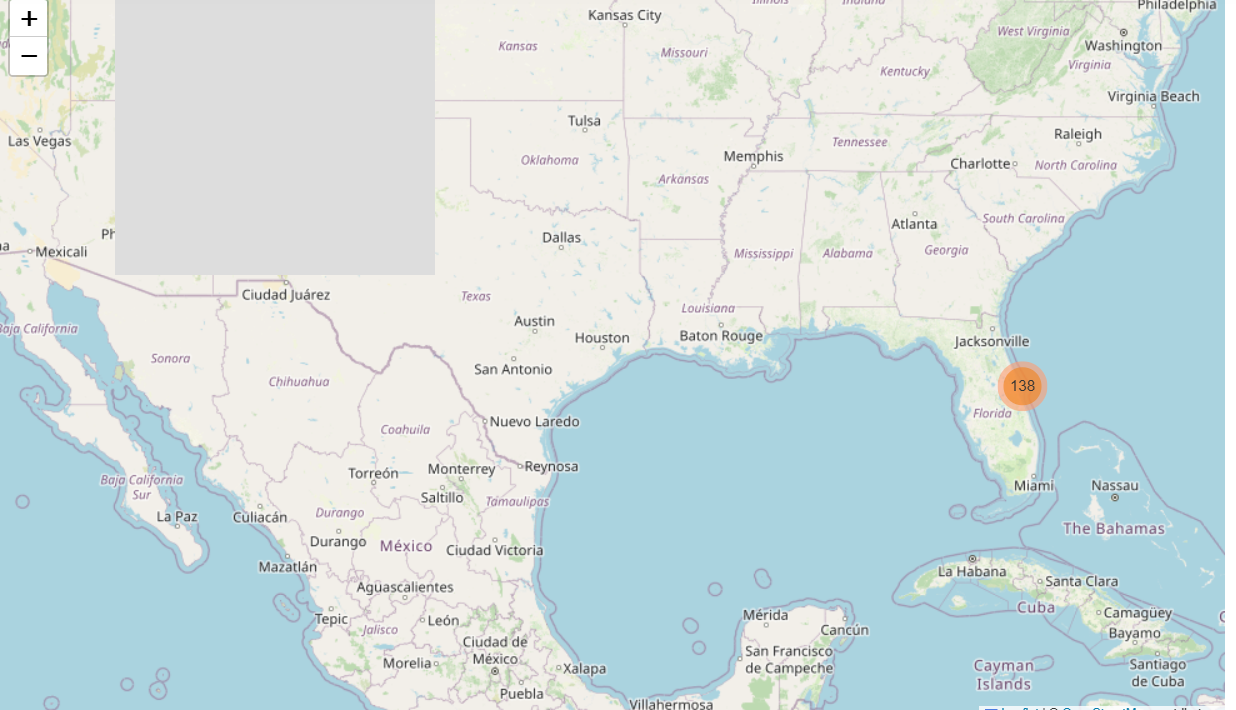 +
−
Kansas City
Illinois
Indiana
Philadelphia
Kansas
Missouri
West Virginia
Washington
Kentucky
Virginia
Virginia Beach
Las Vegas
Tulsa
Oklahoma
Memphis
Tennessee
Raleigh
Charlotte
North Carolina
Arkansas
Atlanta
South Carolina
Ph
Mexicali
Dallas
Mississippi
Alabama
Georgia
Ciudad Juárez
Texas
Louisiana
Baja California
Austin
Houston
Baton Rouge
Jacksonville
Sonora
San Antonio
Chihuahua
138
Florida
Coahuila
Nuevo Laredo
Torreón
Monterrey
Reynosa
Baja California
Sur
Saltillo
Tamaulipas
Miami
Nassau
La Paz
Culiacán
Durango
The Bahamas
Durango
México
Ciudad Victoria
Mazatlán
La Habana
Santa Clara
Aguascalientes
Cuba
Camagüey
Tepic
Jalisco
León
Mérida
Cancún
Bayamo
Ciudad de
México
San Francisco
de Campeche
Morelia
Xalapa
Cayman
Islands
Santiago
de Cuba
Puebla
Villahermosa